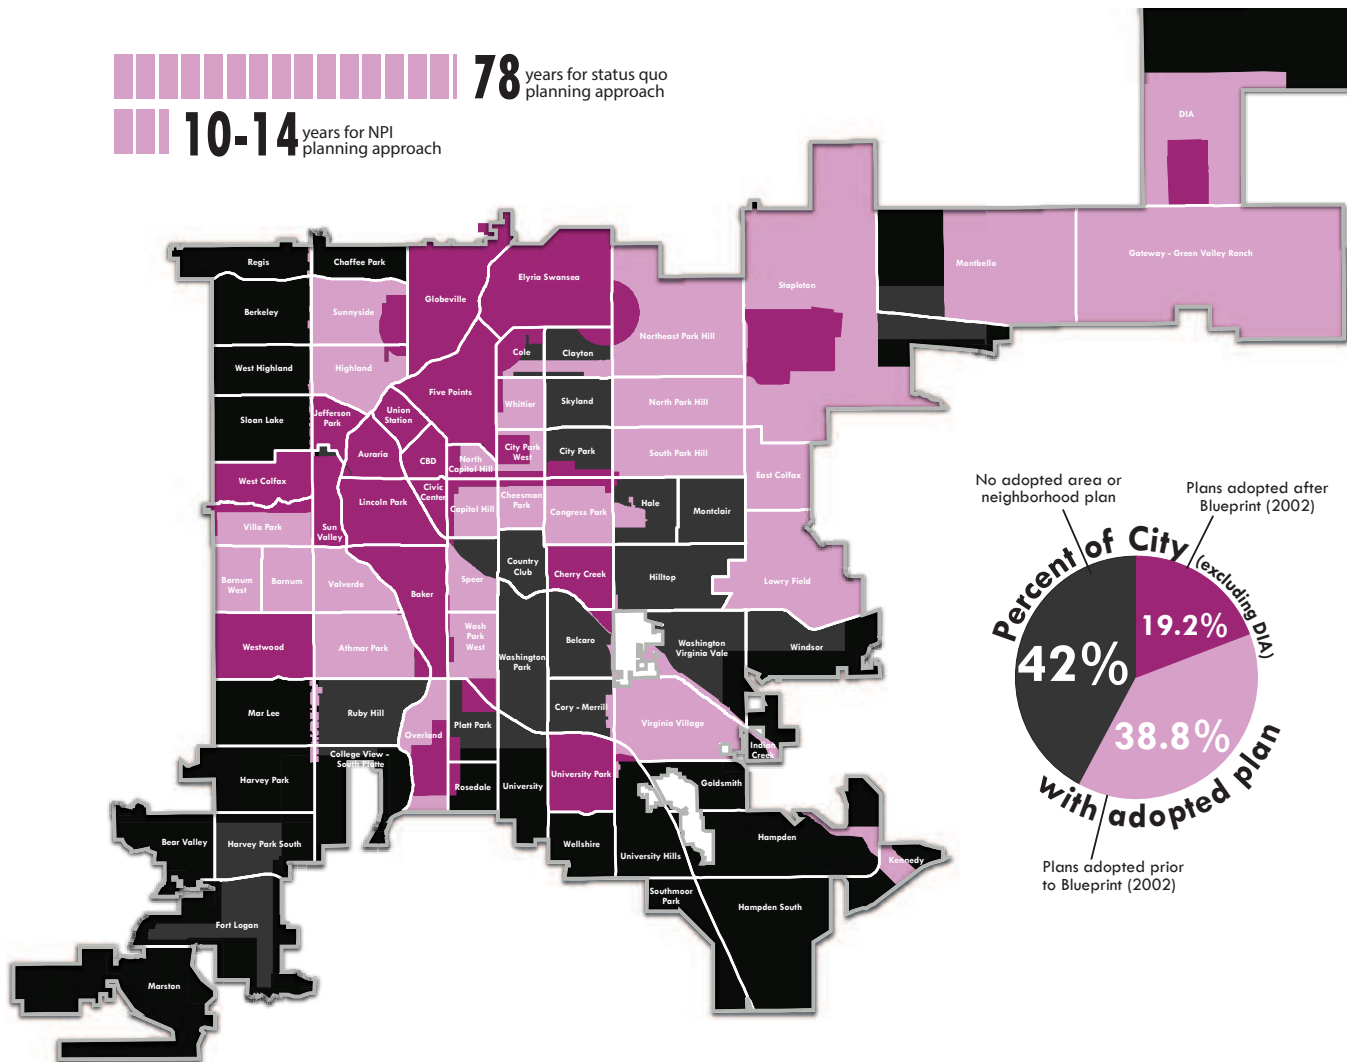 78 years for status quo
planning approach
10-14 years for NPI
planning approach
DIA
Regis
Chaffee Park
Elyria Swansea
Gateway - Green Valley Ranch
Montbello
Stapleton
Globeville
Berkeley
Sunnyside
Northeast Park Hill
Cole
Clayton
West Highland
Highland
Five Points
Whittier
Skyland
North Park Hill
Sloan Lake
Jefferson
Park
Union
Station
Auraria
CBD
North
Capitol Hill
City Park
West
City Park
South Park Hill
East Colfax
West Colfax
Lincoln Park
Civic
Center
Capitol Hill
Cheesman
Park
Congress Park
Hale
Montclair
Villa Park
Sun
Valley
Barnum
West
Barnum
Valverde
Baker
Speer
Country
Club
Cherry Creek
Hilltop
Lowry Field
Westwood
Athmar Park
Wash
Park
West
Washington
Park
Belcaro
Washington
Virginia Vale
Windsor
Mar Lee
Ruby Hill
Overland
Platt Park
Cory - Merrill
Virginia Village
Indian
Creek
College View -
South Platte
Harvey Park
Rosedale
University
University Park
Goldsmith
Bear Valley
Harvey Park South
Wellshire
University Hills
Hampden
Kennedy
Southmoor
Park
Hampden South
Fort Logan
Marston
No adopted area or
neighborhood plan
Plans adopted after
Blueprint (2002)
Percent of City (excluding DIA)
19.2%
42%
38.8%
with adopted plan
Plans adopted prior
to Blueprint (2002)